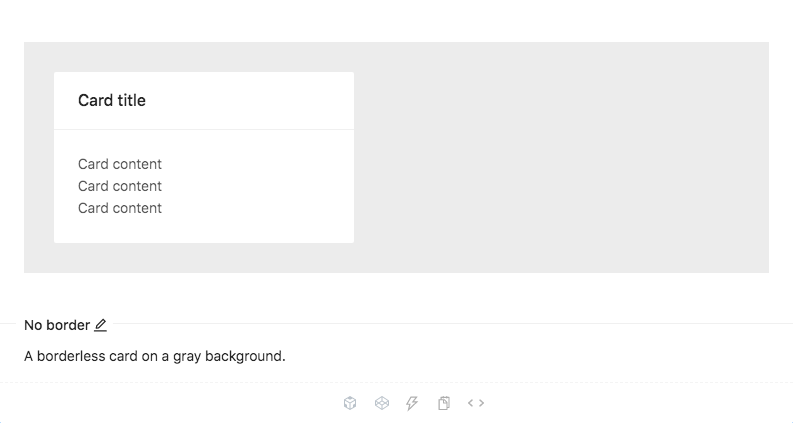 Card title
Card content
Card content
Card content
No border
A borderless card on a gray background.